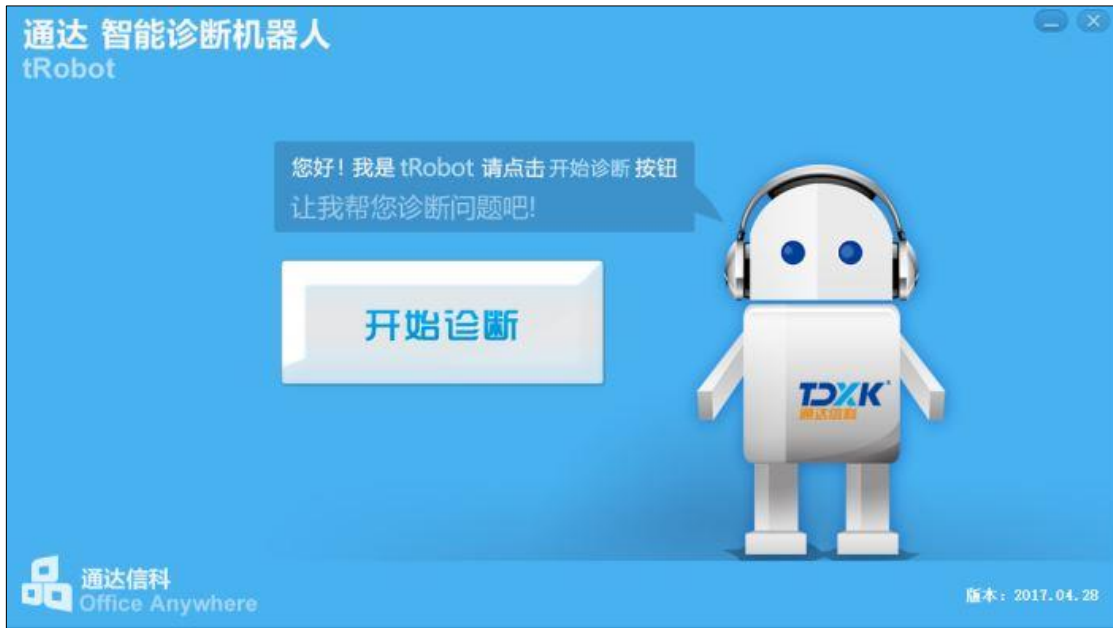 通达 智能诊断机器人
tRobot
您好！我是 tRobot 请点击 开始诊断 按钮
让我帮您诊断问题吧!
开始诊断
TDXK
通达信科
通达信科
Office Anywhere
版本：2017.04.28